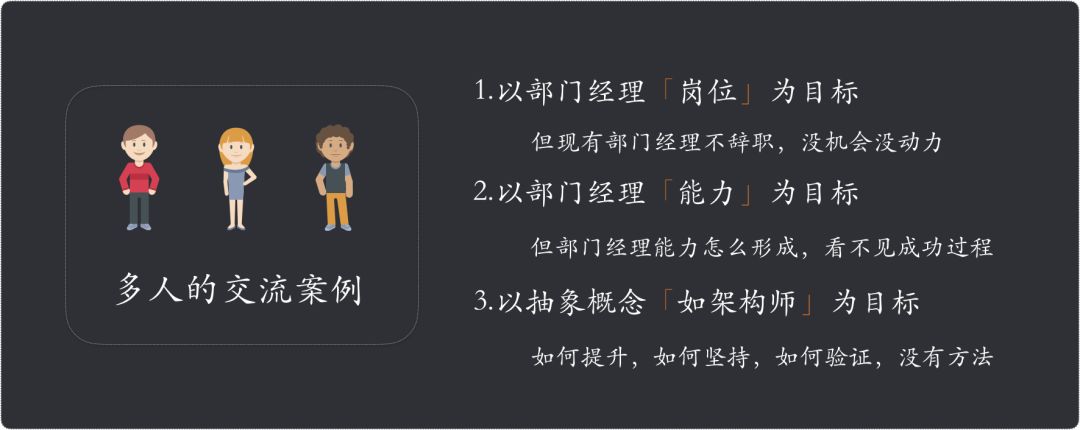 多人的交流案例
1.以部门经理「岗位」为目标
但现有部门经理不辞职，没机会没动力
2.以部门经理「能力」为目标
但部门经理能力怎么形成，看不见成功过程
3.以抽象概念「如架构师」为目标
如何提升，如何坚持，如何验证，没有方法